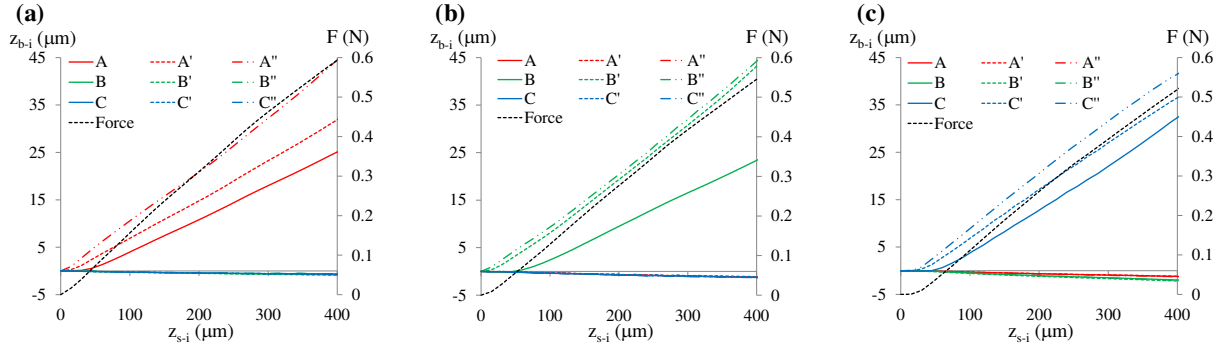 (a)
z_b-i (μm)
F (N)
45
35
25
15
5
-5
0.6
0.5
0.4
0.3
0.2
0.1
0
A A' A''
B B' B''
C C' C''
Force
0 100 200 300 400
z_s-i (μm)
(b)
z_b-i (μm)
F (N)
45
35
25
15
5
-5
0.6
0.5
0.4
0.3
0.2
0.1
0
A A' A''
B B' B''
C C' C''
Force
0 100 200 300 400
z_s-i (μm)
(c)
z_b-i (μm)
F (N)
45
35
25
15
5
-5
0.6
0.5
0.4
0.3
0.2
0.1
0
A A' A''
B B' B''
C C' C''
Force
0 100 200 300 400
z_s-i (μm)